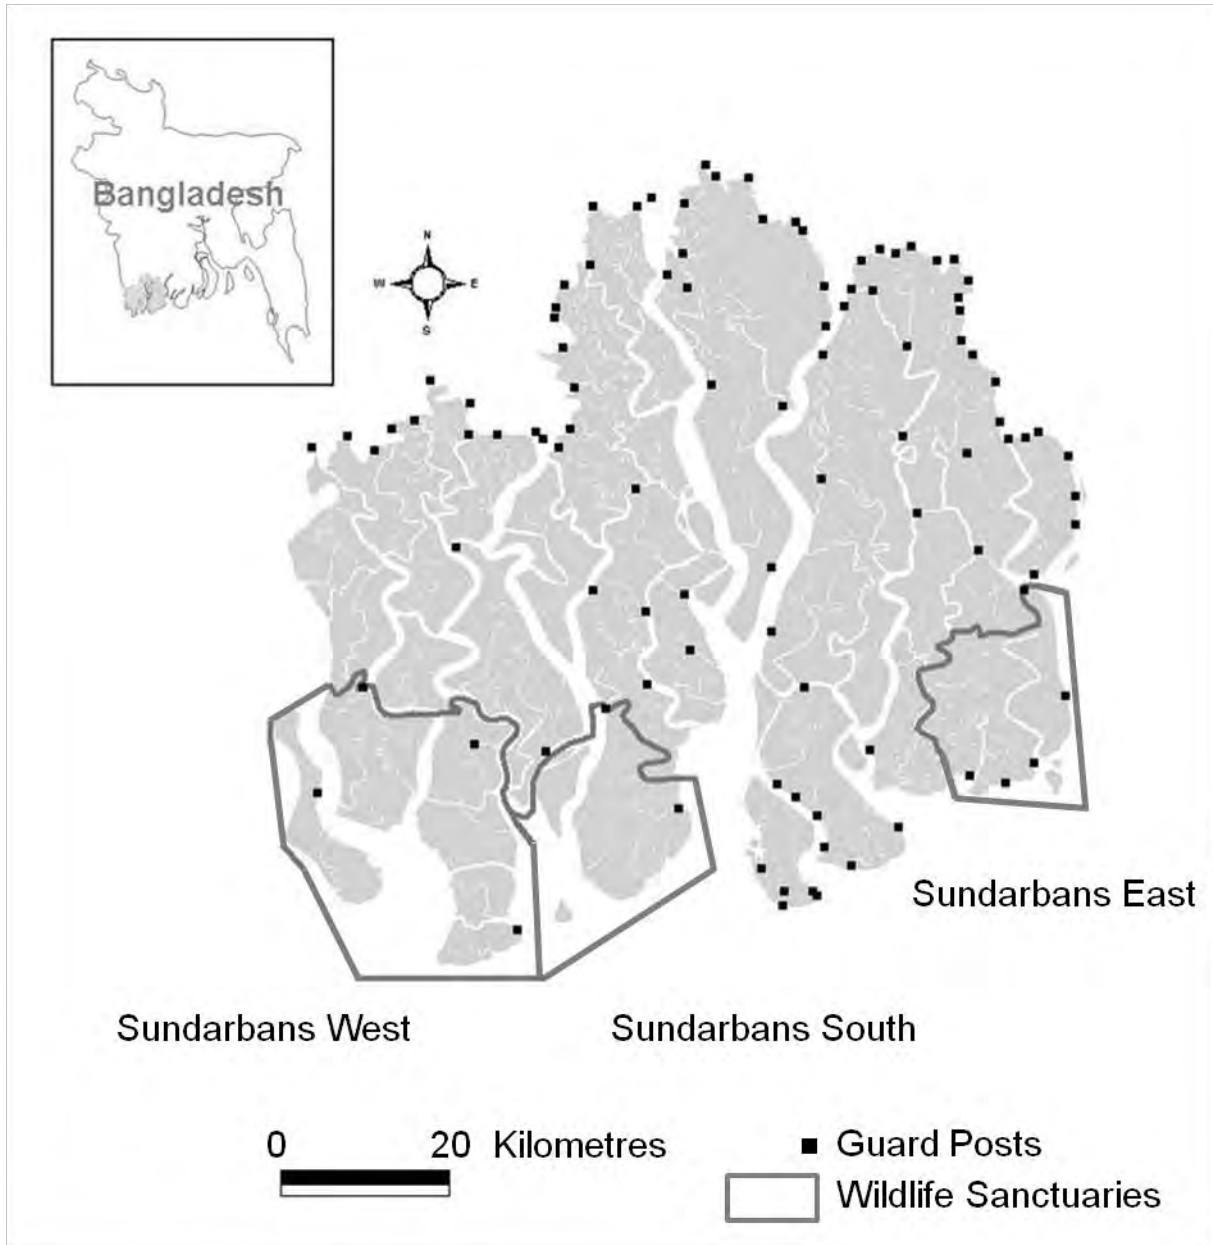 Bangladesh
N
W
E
S
Sundarbans East
Sundarbans West
Sundarbans South
0 20 Kilometres
Guard Posts
Wildlife Sanctuaries